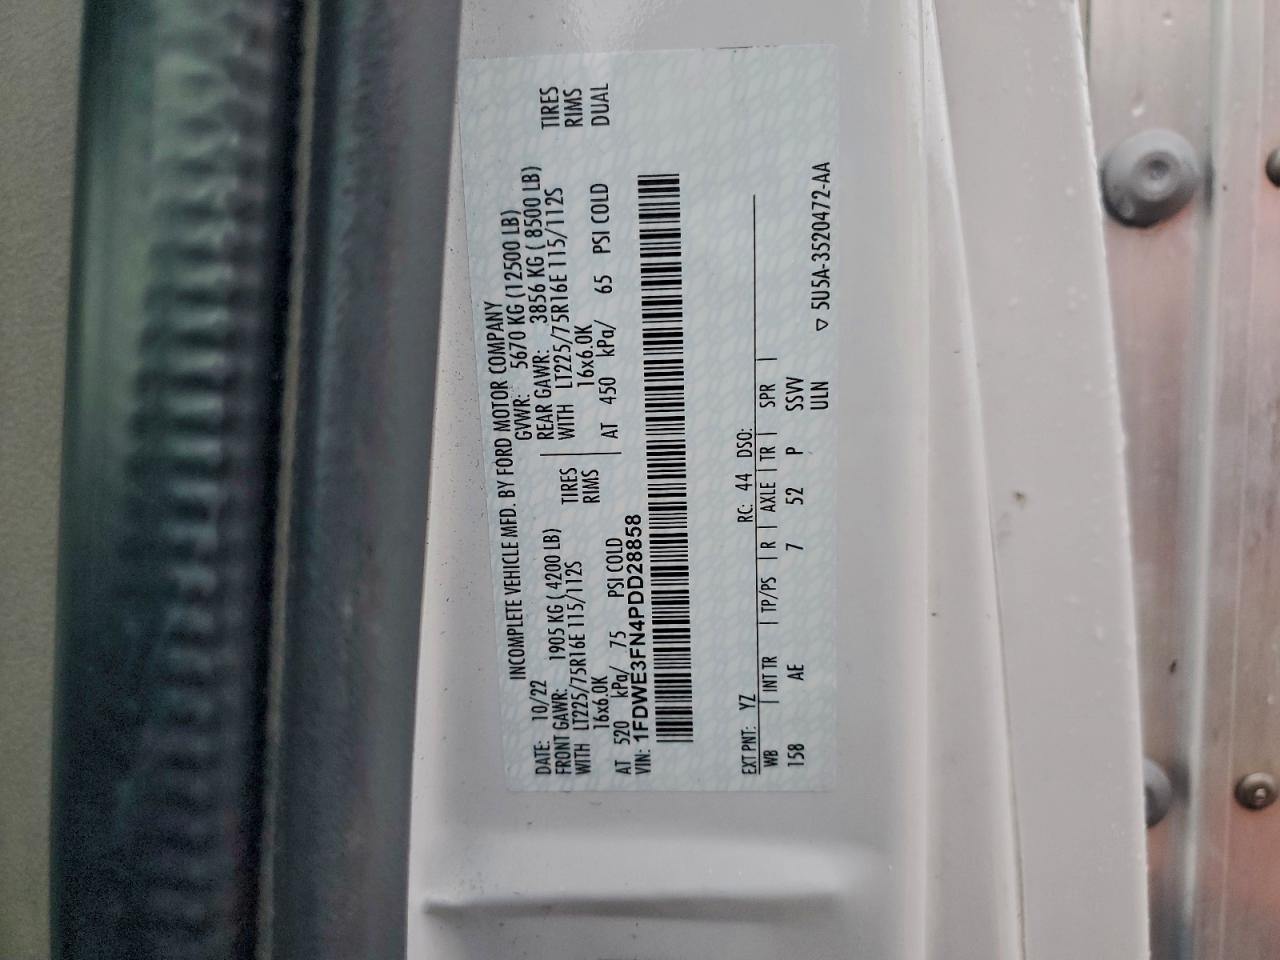 INCOMPLETE VEHICLE MFD. BY FORD MOTOR COMPANY
DATE: 10/22 GVWR: 5670 KG (12500 LB)
FRONT GAWR: 1905 KG ( 4200 LB) REAR GAWR: 3856 KG ( 8500 LB)
WITH LT225/75R16E 115/112S TIRES WITH LT225/75R16E 115/112S TIRES
16x6.0K RIMS 16x6.0K RIMS
AT 520 kPa/ 75 PSI COLD AT 450 kPa/ 65 PSI COLD DUAL
VIN: 1FDWE3FN4PDD28858
EXT PNT: YZ RC: 44 DSO:
WB | INT TR | TP/PS | R | AXLE | TR | SPR |
158 AE 7 52 P SSVV
ULN ▽ 5U5A-3520472-AA